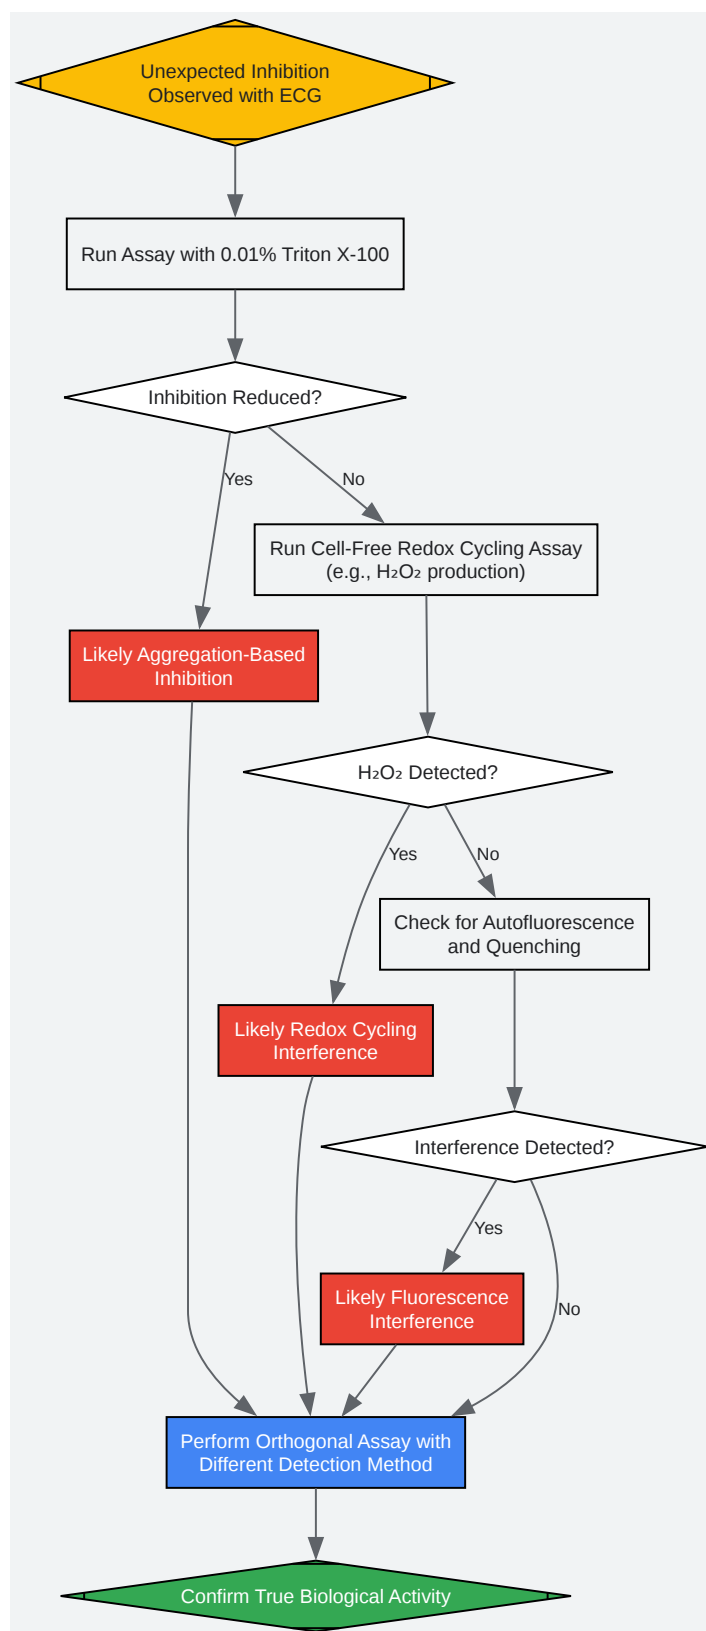 Unexpected Inhibition
Observed with ECG
Run Assay with 0.01% Triton X-100
Inhibition Reduced?
Yes
No
Run Cell-Free Redox Cycling Assay
(e.g., H₂O₂ production)
Likely Aggregation-Based
Inhibition
H₂O₂ Detected?
Yes
No
Check for Autofluorescence
and Quenching
Likely Redox Cycling
Interference
Interference Detected?
Yes
Likely Fluorescence
Interference
No
Perform Orthogonal Assay with
Different Detection Method
Confirm True Biological Activity